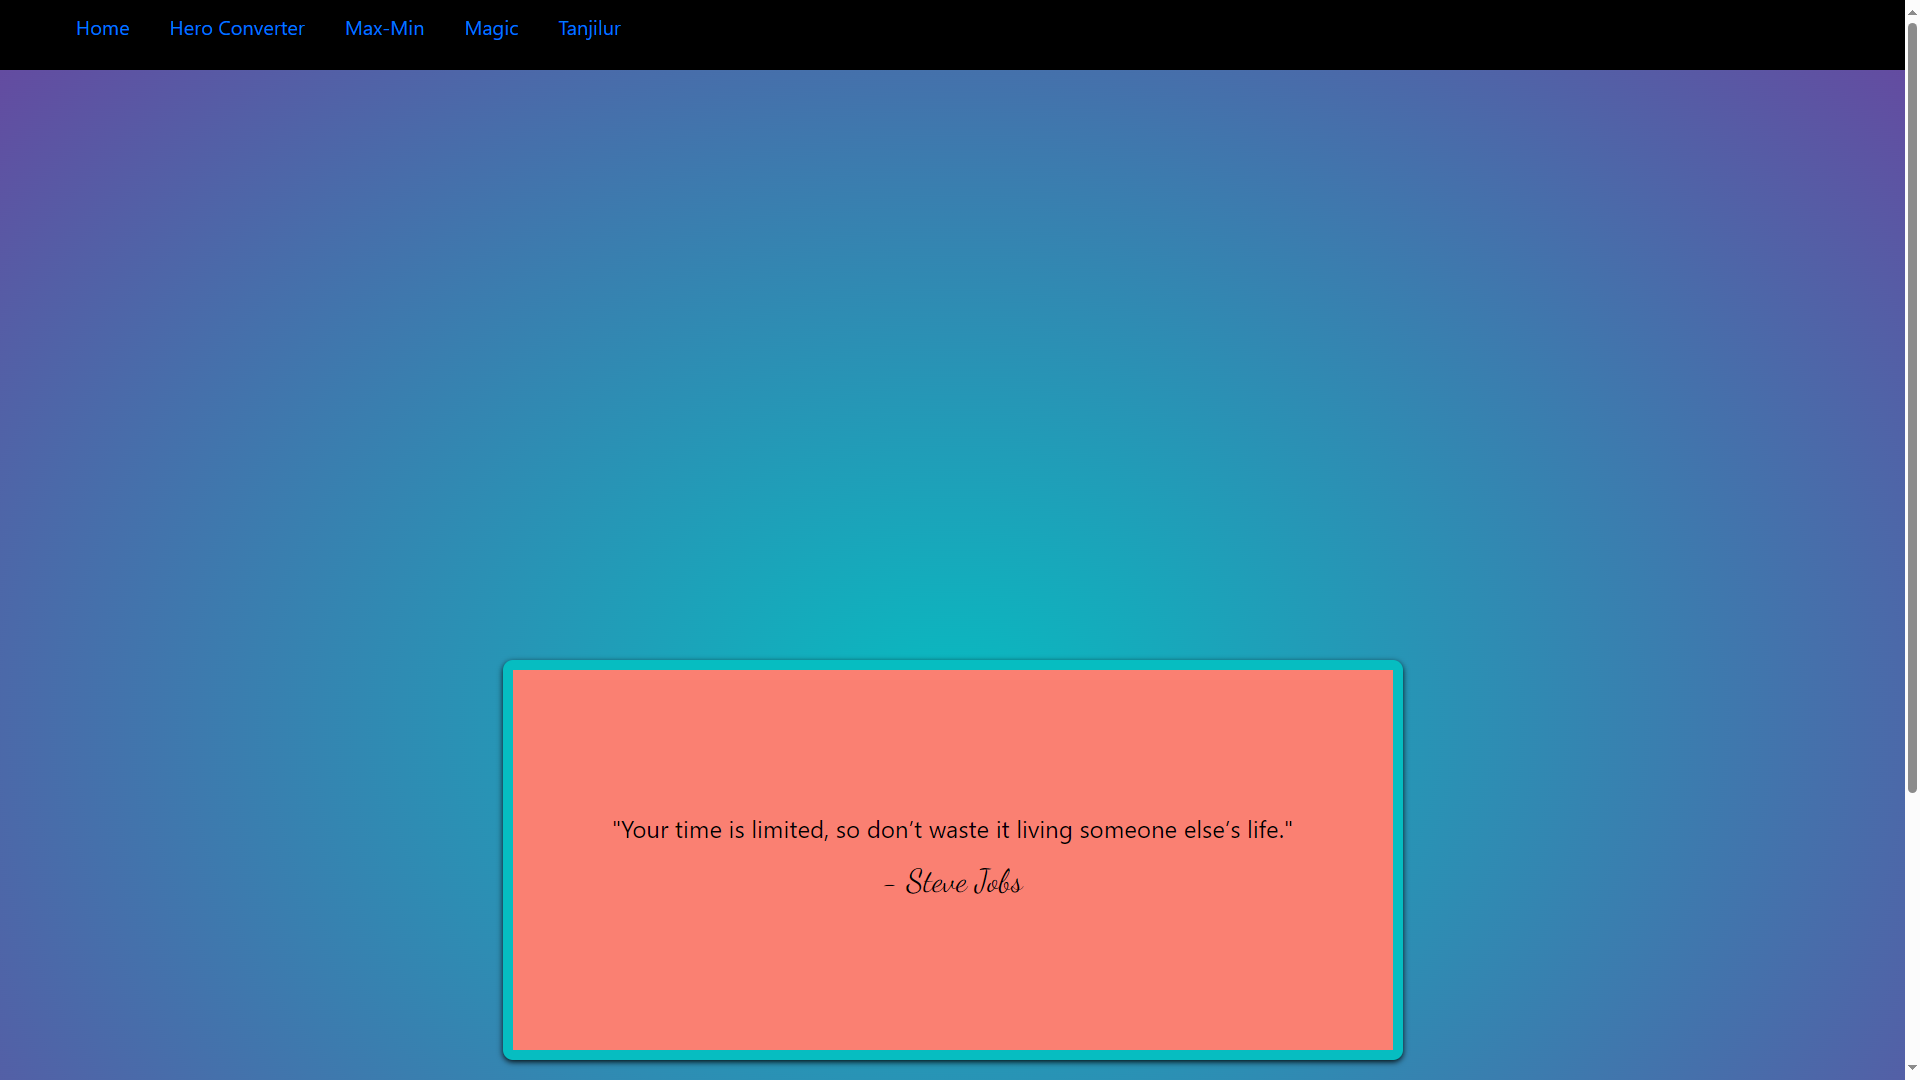 Home Hero Converter Max-Min Magic Tanjilur
"Your time is limited, so don’t waste it living someone else’s life."
- Steve Jobs